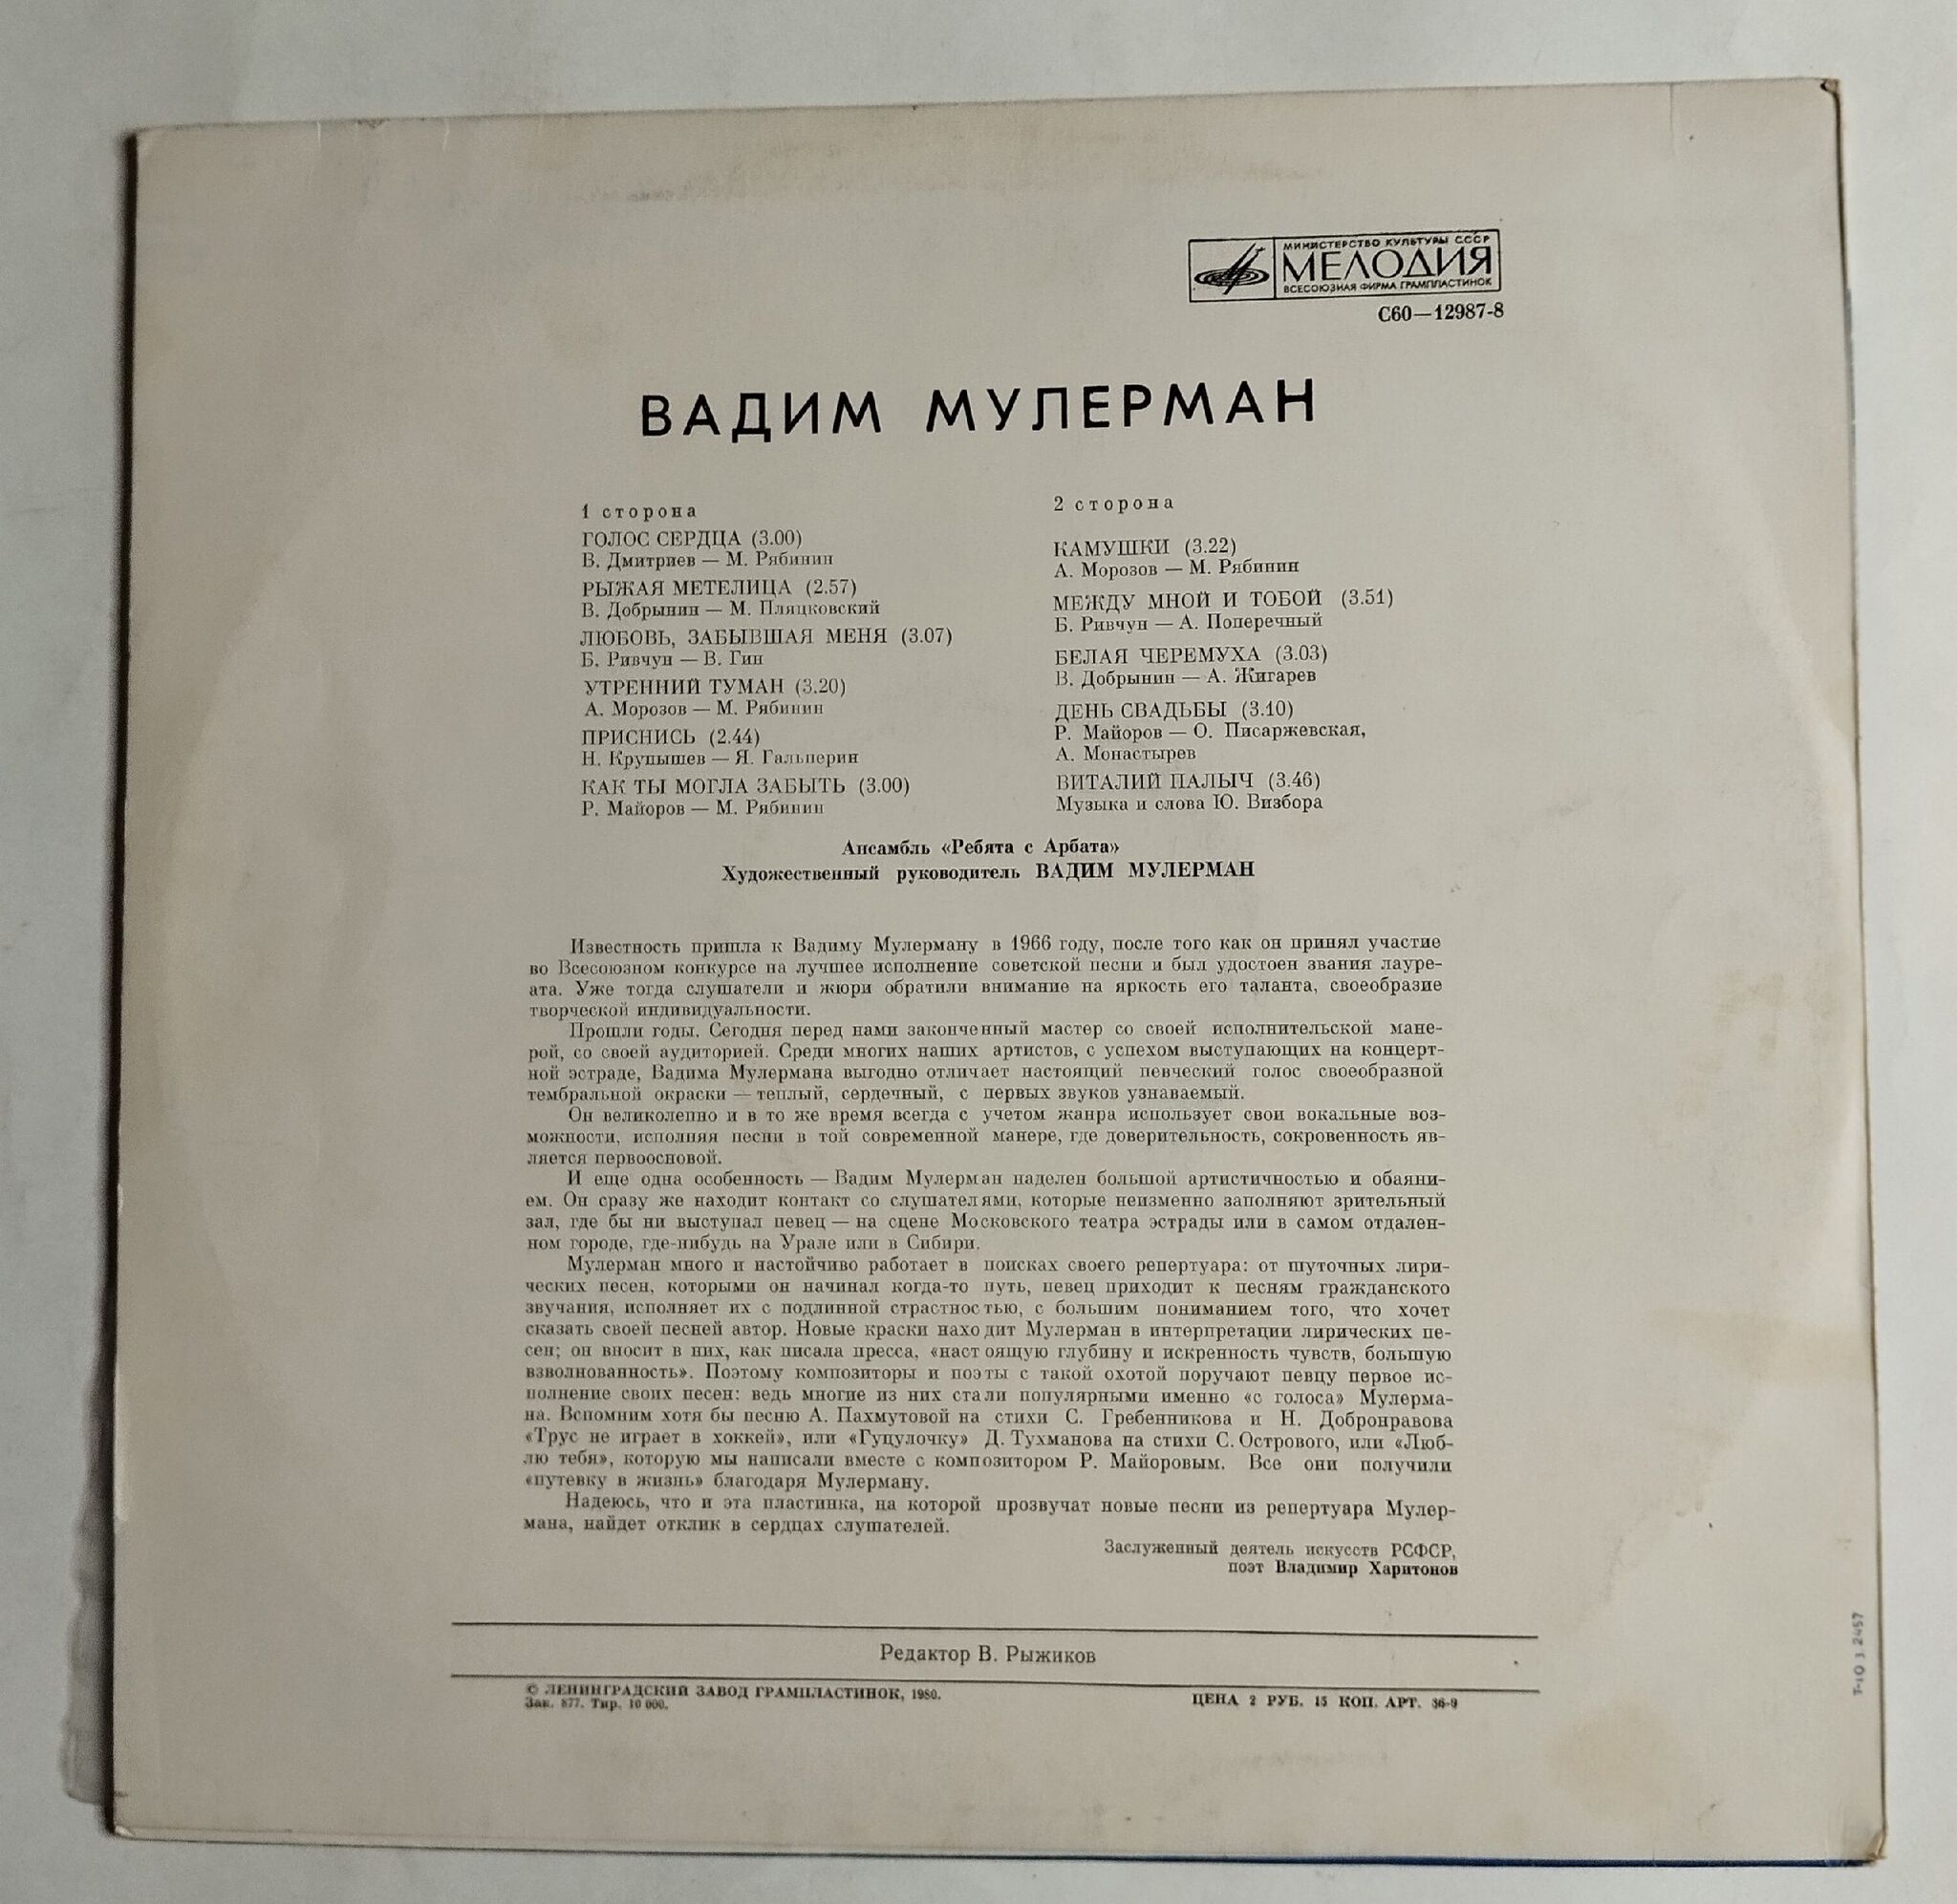 МИНИСТЕРСТВО КУЛЬТУРЫ СССР
МЕЛОДИЯ
ВСЕСОЮЗНАЯ ФИРМА ГРАМПЛАСТИНОК
С60—12987-8
ВАДИМ МУЛЕРМАН
1 сторона
ГОЛОС СЕРДЦА (3.00)
В. Дмитриев — М. Рябинин
РЫЖАЯ МЕТЕЛИЦА (2.57)
В. Добрынин — М. Пляцковский
ЛЮБОВЬ, ЗАБЫВШАЯ МЕНЯ (3.07)
Б. Ривчун — В. Гин
УТРЕННИЙ ТУМАН (3.20)
А. Морозов — М. Рябинин
ПРИСНИСЬ (2.44)
Н. Крупышев — Я. Гальперин
КАК ТЫ МОГЛА ЗАБЫТЬ (3.00)
Р. Майоров — М. Рябинин
2 сторона
КАМУШКИ (3.22)
А. Морозов — М. Рябинин
МЕЖДУ МНОЙ И ТОБОЙ (3.51)
Б. Ривчун — А. Поперечный
БЕЛАЯ ЧЕРЕМУХА (3.03)
В. Добрынин — А. Жигарев
ДЕНЬ СВАДЬБЫ (3.10)
Р. Майоров — О. Писаржевская,
А. Монастырев
ВИТАЛИЙ ПАЛЫЧ (3.46)
Музыка и слова Ю. Визбора
Ансамбль «Ребята с Арбата»
Художественный руководитель ВАДИМ МУЛЕРМАН
Известность пришла к Вадиму Мулерману в 1966 году, после того как он принял участие
во Всесоюзном конкурсе на лучшее исполнение советской песни и был удостоен звания лауре-
ата. Уже тогда слушатели и жюри обратили внимание на яркость его таланта, своеобразие
творческой индивидуальности.
Прошли годы. Сегодня перед нами законченный мастер со своей исполнительской мане-
рой, со своей аудиторией. Среди многих наших артистов, с успехом выступающих на концерт-
ной эстраде, Вадима Мулермана выгодно отличает настоящий певческий голос своеобразной
тембральной окраски — теплый, сердечный, с первых звуков узнаваемый.
Он великолепно и в то же время всегда с учетом жанра использует свои вокальные воз-
можности, исполняя песни в той современной манере, где доверительность, сокровенность яв-
ляется первоосновой.
И еще одна особенность — Вадим Мулерман наделен большой артистичностью и обаяни-
ем. Он сразу же находит контакт со слушателями, которые неизменно заполняют зрительный
зал, где бы ни выступал певец — на сцене Московского театра эстрады или в самом отдален-
ном городе, где-нибудь на Урале или в Сибири.
Мулерман много и настойчиво работает в поисках своего репертуара: от шуточных лири-
ческих песен, которыми он начинал когда-то путь, певец приходит к песням гражданского
звучания, исполняет их с подлинной страстностью, с большим пониманием того, что хочет
сказать своей песней автор. Новые краски находит Мулерман в интерпретации лирических пе-
сен; он вносит в них, как писала пресса, «настоящую глубину и искренность чувств, большую
взволнованность». Поэтому композиторы и поэты с такой охотой поручают певцу первое ис-
полнение своих песен: ведь многие из них стали популярными именно «с голоса» Мулерма-
на. Вспомним хотя бы песню А. Пахмутовой на стихи С. Гребенникова и Н. Добронравова
«Трус не играет в хоккей», или «Гуцулочку» Д. Тухманова на стихи С. Острового, или «Люб-
лю тебя», которую мы написали вместе с композитором Р. Майоровым. Все они получили
«путевку в жизнь» благодаря Мулерману.
Надеюсь, что и эта пластинка, на которой прозвучат новые песни из репертуара Мулер-
мана, найдет отклик в сердцах слушателей.
Заслуженный деятель искусств РСФСР,
поэт Владимир Харитонов
Редактор В. Рыжиков
© ЛЕНИНГРАДСКИЙ ЗАВОД ГРАМПЛАСТИНОК, 1980.
Зак. 877. Тир. 10 000.
ЦЕНА 2 РУБ. 15 КОП. АРТ. 36-9